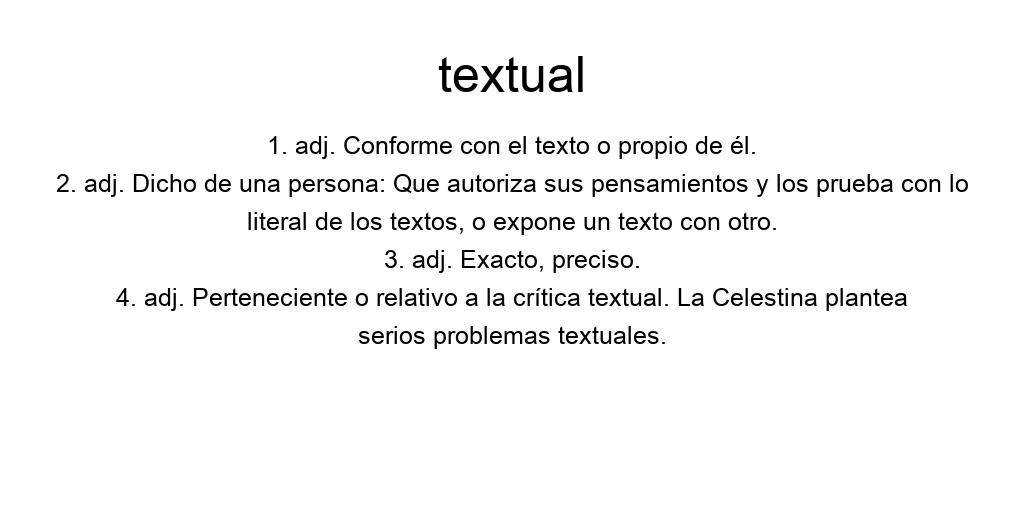 textual
1. adj. Conforme con el texto o propio de él.
2. adj. Dicho de una persona: Que autoriza sus pensamientos y los prueba con lo
literal de los textos, o expone un texto con otro.
3. adj. Exacto, preciso.
4. adj. Perteneciente o relativo a la crítica textual. La Celestina plantea
serios problemas textuales.